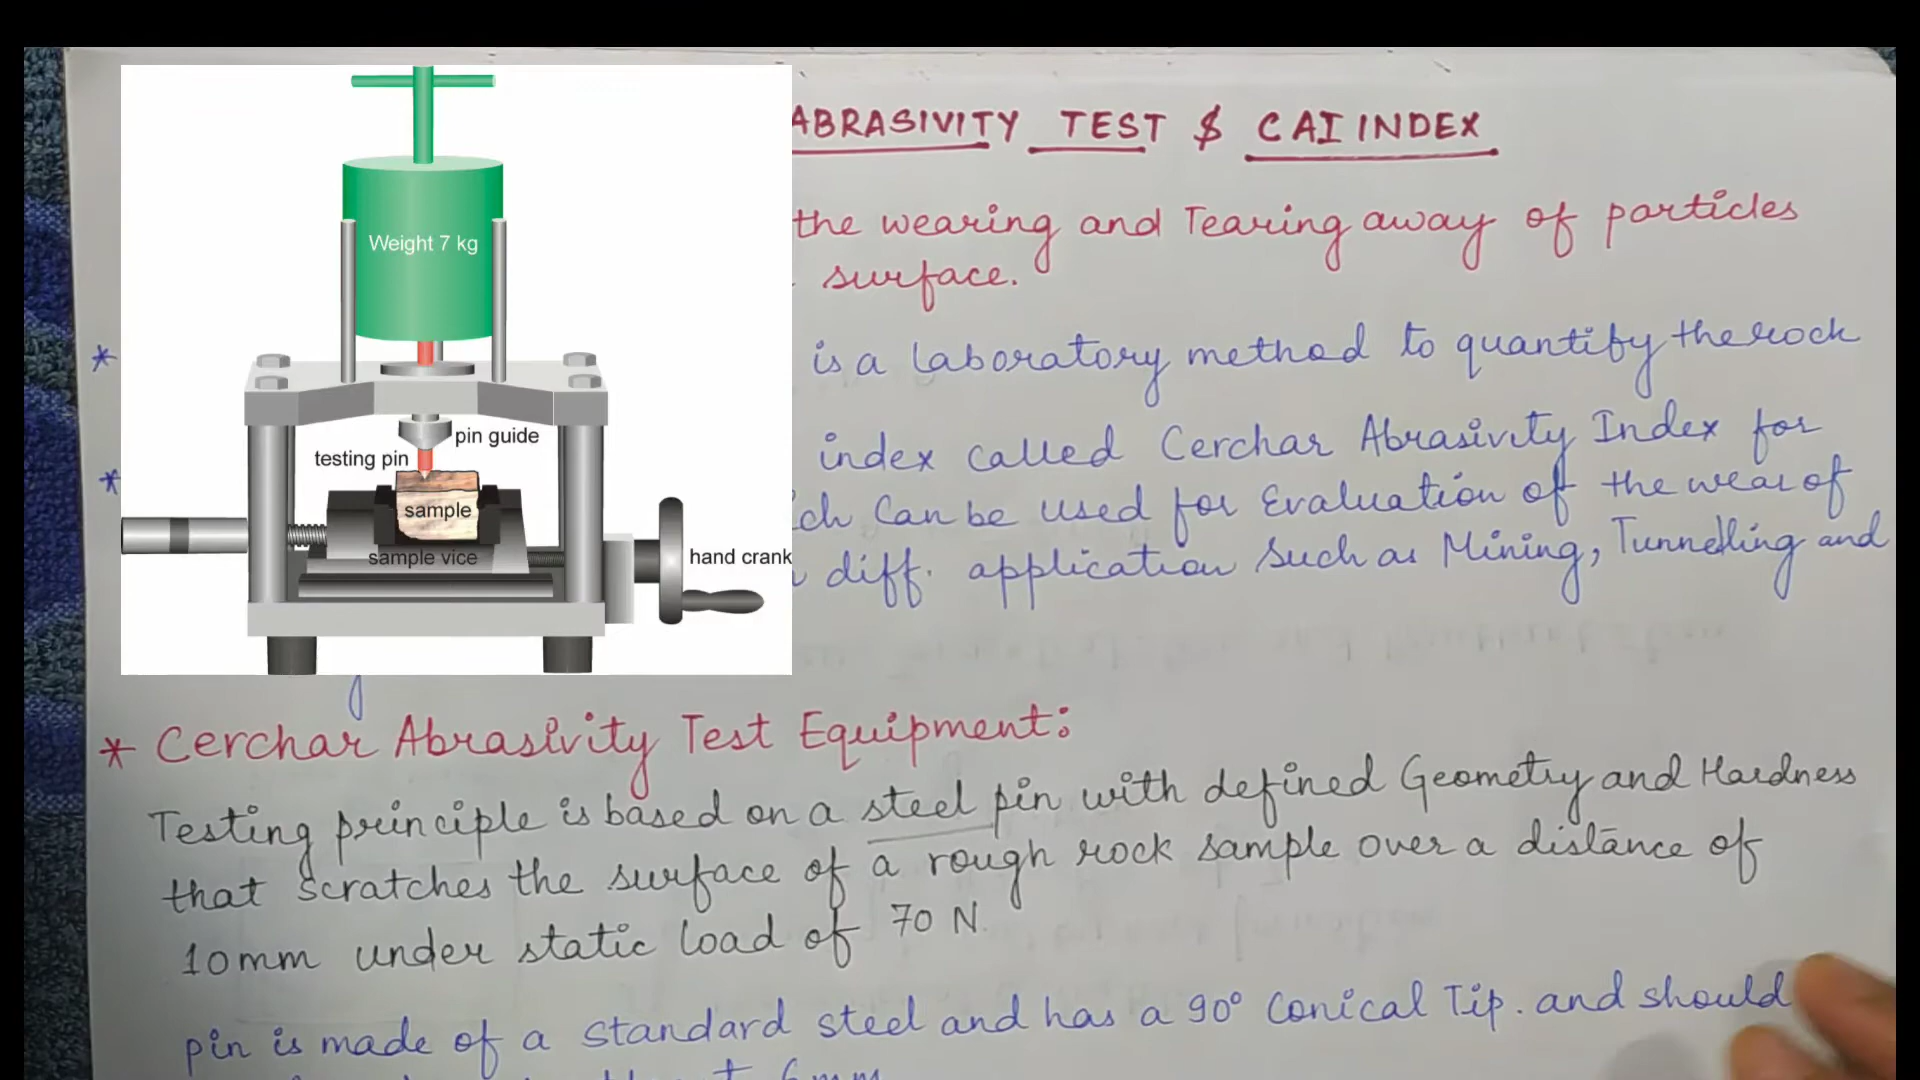 ABRASIVITY TEST & CAI INDEX
the wearing and Tearing away of particles
surface.
* is a laboratory method to quantify the rock
* index called Cerchar Abrasivity Index for
ch Can be used for Evaluation of the wear of
diff. application such as Mining, Tunnelling and
Weight 7 kg
pin guide
testing pin
sample
sample vice
hand crank
* Cerchar Abrasivity Test Equipment:
Testing principle is based on a steel pin with defined Geometry and Hardness
that scratches the surface of a rough rock sample over a distance of
10mm under static load of 70 N.
pin is made of a standard steel and has a 90° Conical Tip. and should
6mm